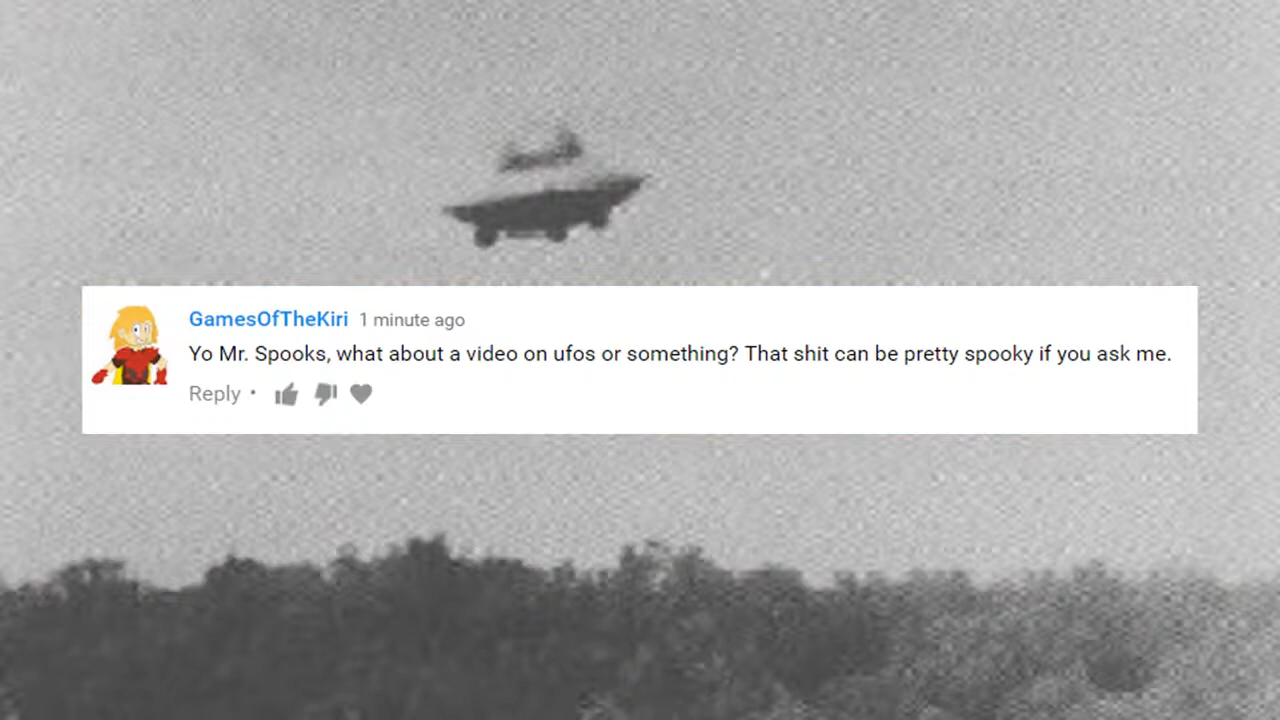 GamesOfTheKiri 1 minute ago
Yo Mr. Spooks, what about a video on ufos or something? That shit can be pretty spooky if you ask me.
Reply •